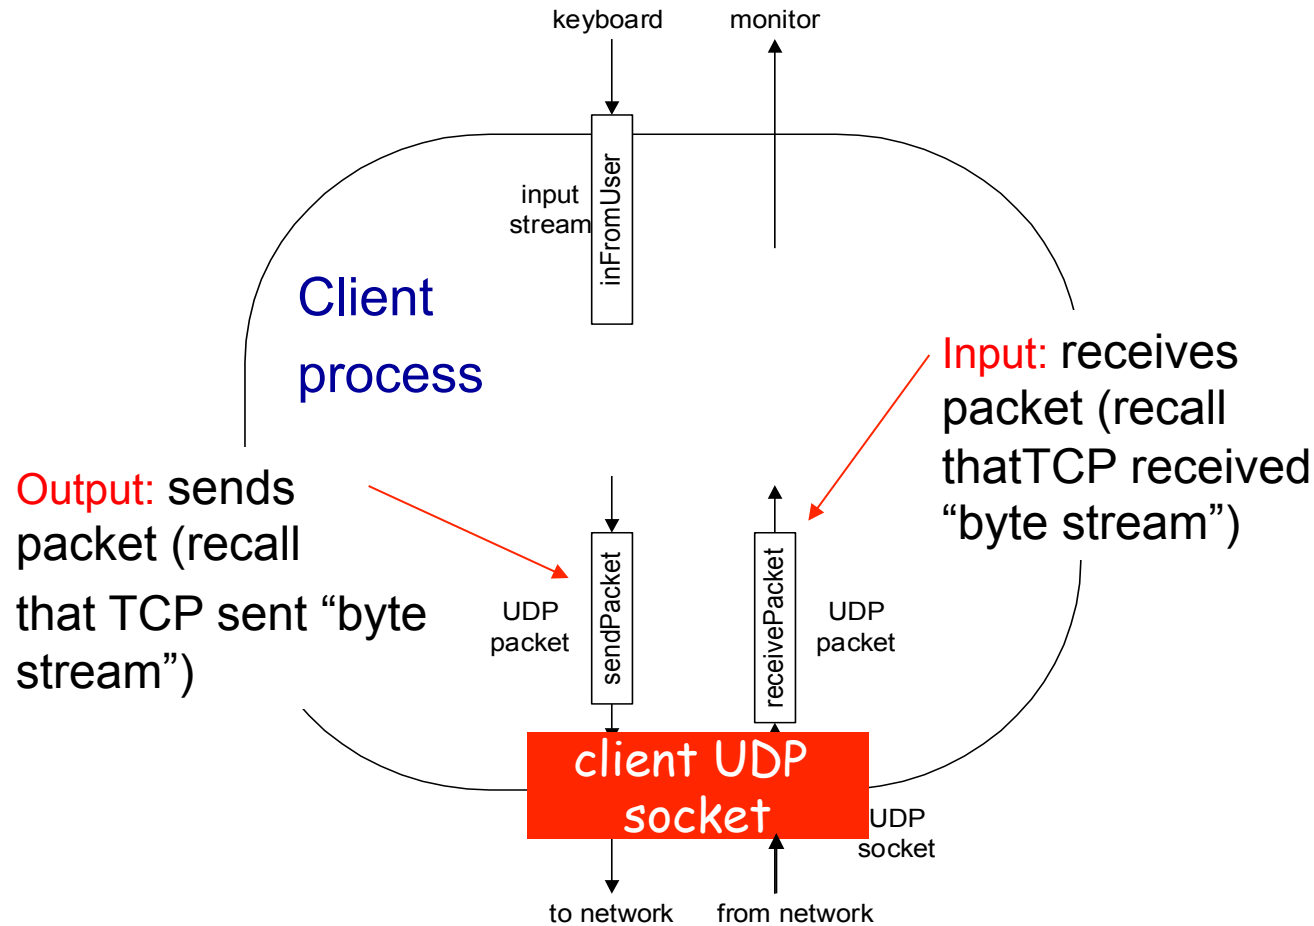 keyboard
monitor
input
stream
inFromUser
Client
process
Input: receives
packet (recall
thatTCP received
“byte stream”)
Output: sends
packet (recall
that TCP sent “byte
stream”)
UDP
packet
sendPacket
receivePacket
UDP
packet
client UDP
socket
UDP
socket
to network
from network